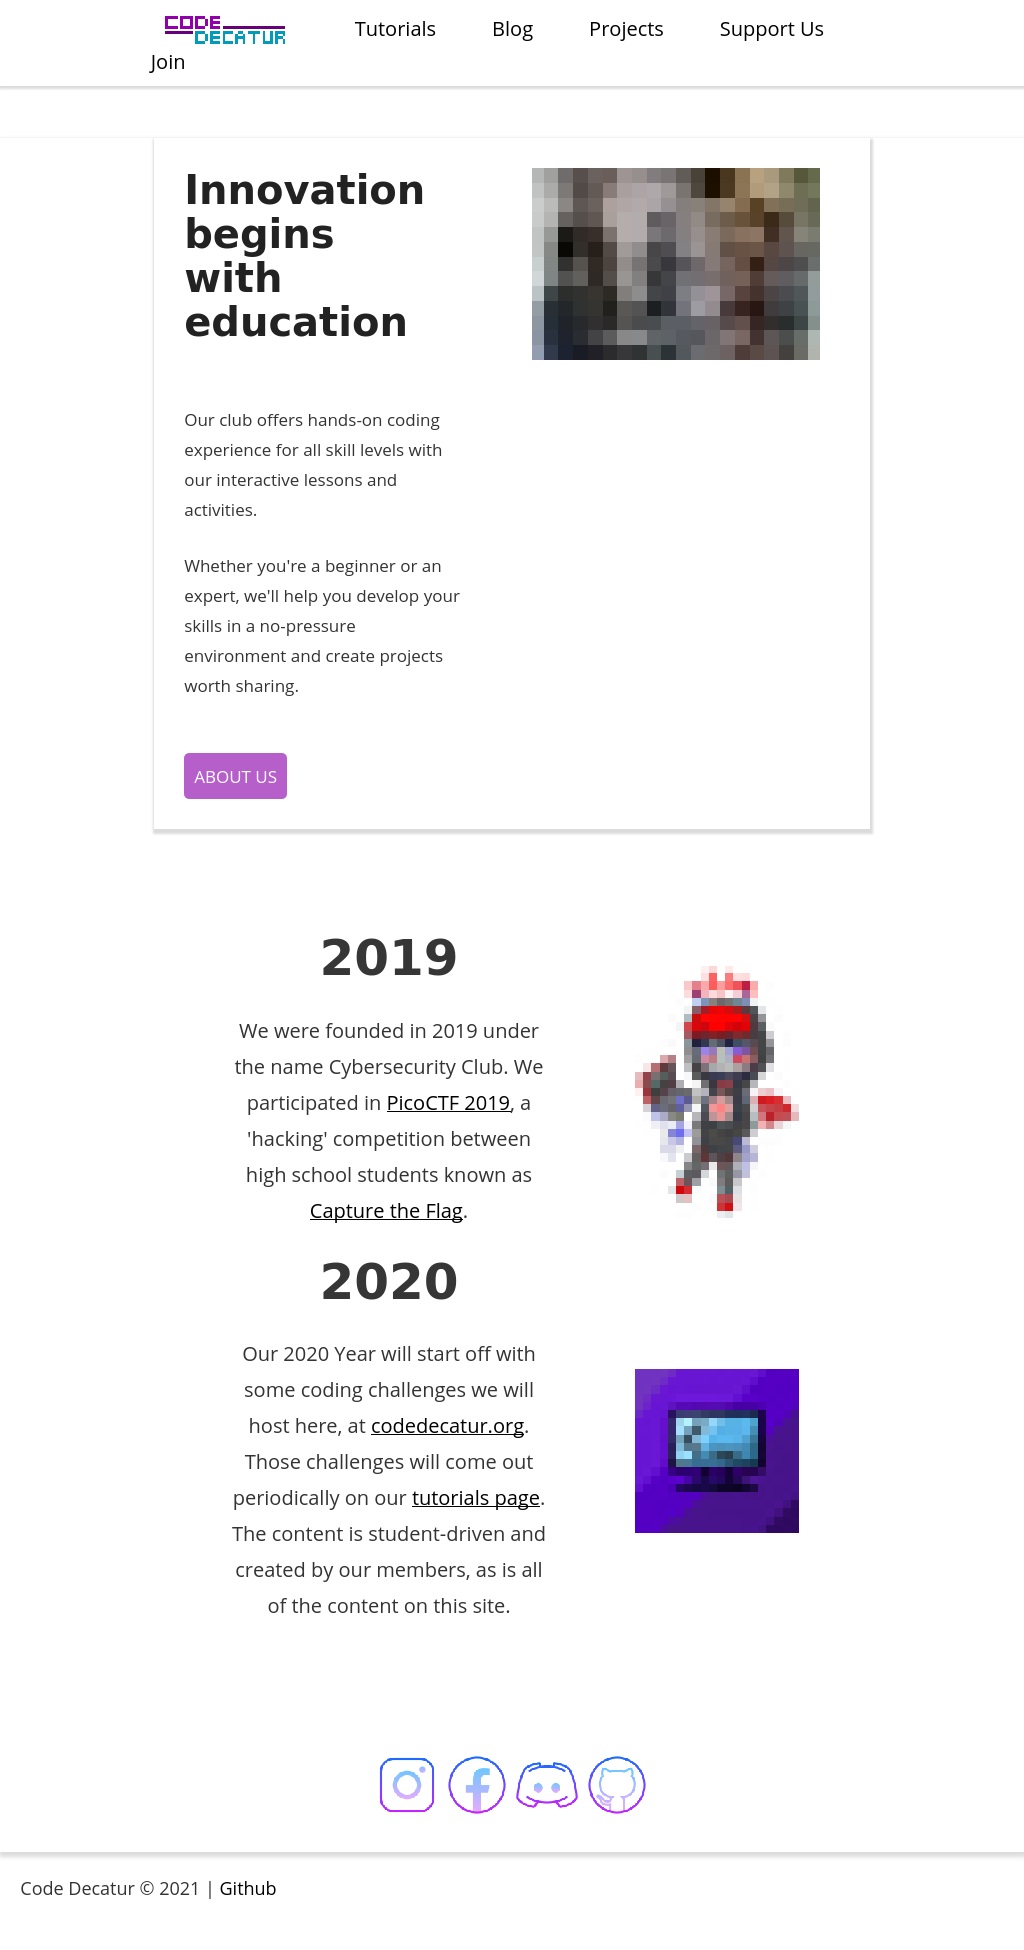 CODE
DECATUR
Tutorials
Blog
Projects
Support Us
Join
Innovation
begins
with
education
Our club offers hands-on coding
experience for all skill levels with
our interactive lessons and
activities.
Whether you're a beginner or an
expert, we'll help you develop your
skills in a no-pressure
environment and create projects
worth sharing.
ABOUT US
2019
We were founded in 2019 under
the name Cybersecurity Club. We
participated in PicoCTF 2019, a
'hacking' competition between
high school students known as
Capture the Flag.
2020
Our 2020 Year will start off with
some coding challenges we will
host here, at codedecatur.org.
Those challenges will come out
periodically on our tutorials page.
The content is student-driven and
created by our members, as is all
of the content on this site.
Code Decatur © 2021 | Github